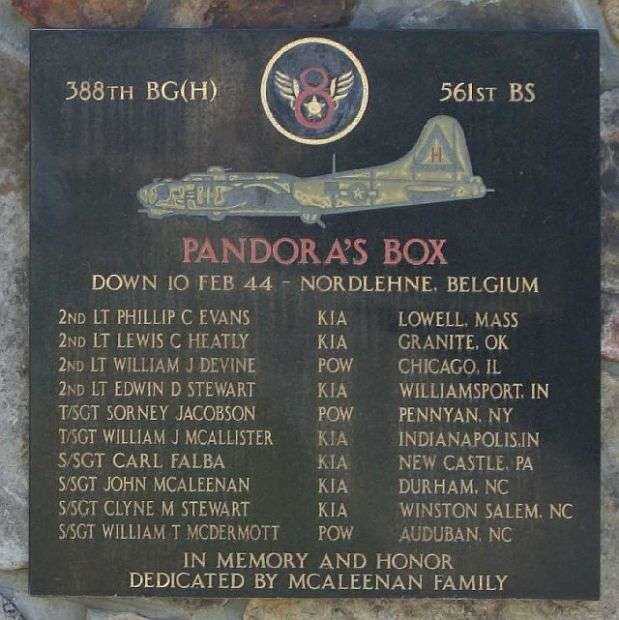 388TH BG(H) 8 561ST BS
H
PANDORA'S BOX
DOWN 10 FEB 44 - NORDLEHNE, BELGIUM
2ND LT PHILLIP C EVANS KIA LOWELL, MASS
2ND LT LEWIS C HEATLY KIA GRANITE, OK
2ND LT WILLIAM J DEVINE POW CHICAGO, IL
2ND LT EDWIN D STEWART KIA WILLIAMSPORT, IN
T/SGT SORNEY JACOBSON POW PENNYAN, NY
T/SGT WILLIAM J MCALLISTER KIA INDIANAPOLIS,IN
S/SGT CARL FALBA KIA NEW CASTLE, PA
S/SGT JOHN MCALEENAN KIA DURHAM, NC
S/SGT CLYNE M STEWART KIA WINSTON SALEM, NC
S/SGT WILLIAM T MCDERMOTT POW AUDUBAN, NC
IN MEMORY AND HONOR
DEDICATED BY MCALEENAN FAMILY